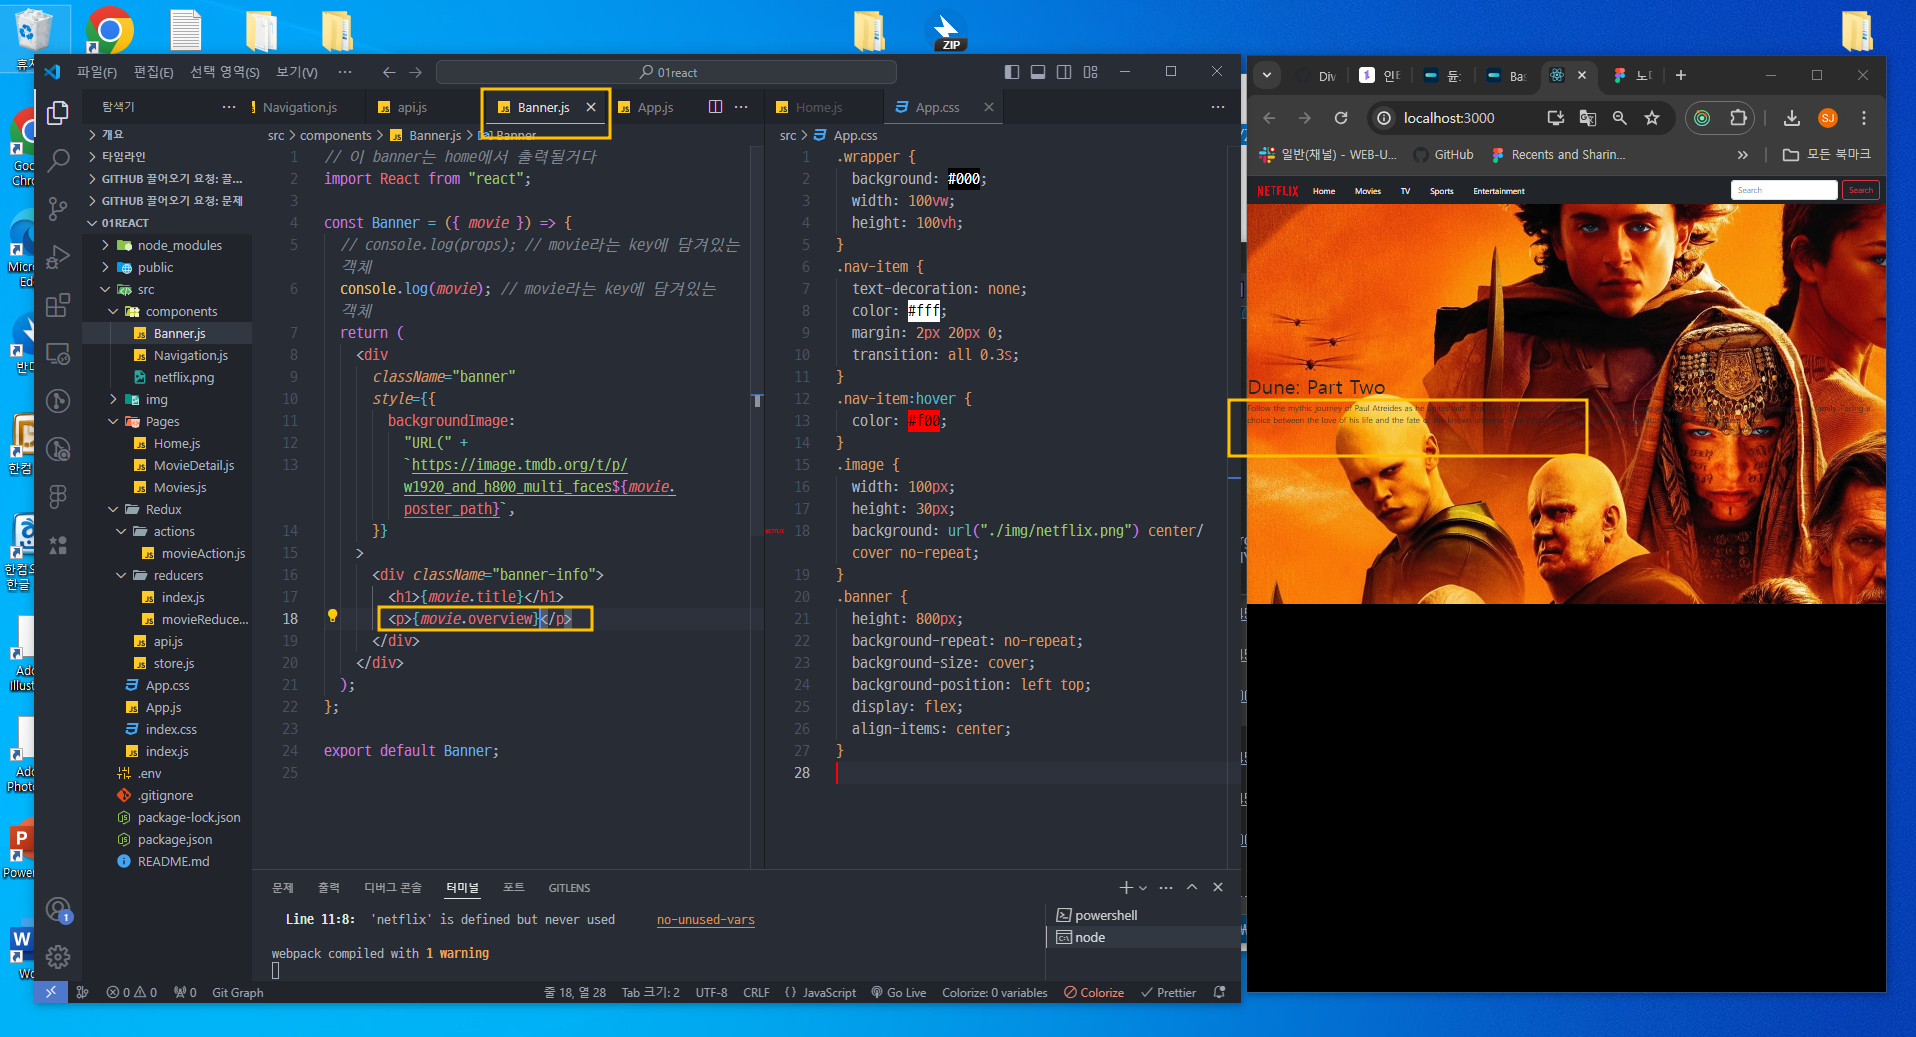 휴지
ZIP
파일(F) 편집(E) 선택 영역(S) 보기(V) ···
01react
탐색기 ···
개요
타임라인
GITHUB 끌어오기 요청: 끌...
GITHUB 끌어오기 요청: 문제
01REACT
node_modules
public
src
components
Banner.js
Navigation.js
netflix.png
img
Pages
Home.js
MovieDetail.js
Movies.js
Redux
actions
movieAction.js
reducers
index.js
movieReduce...
api.js
store.js
App.css
App.js
index.css
index.js
.env
.gitignore
package-lock.json
package.json
README.md
Navigation.js api.js Banner.js App.js ···
src > components > Banner.js > Banner
1 // 이 banner는 home에서 출력될거다
2 import React from "react";
3
4 const Banner = ({ movie }) => {
5 // console.log(props); // movie라는 key에 담겨있는
객체
6 console.log(movie); // movie라는 key에 담겨있는
객체
7 return (
8 <div
9 className="banner"
10 style={{
11 backgroundImage:
12 "URL(" +
13 `https://image.tmdb.org/t/p/
w1920_and_h800_multi_faces${movie.
poster_path}`,
14 }}
15 >
16 <div className="banner-info">
17 <h1>{movie.title}</h1>
18 <p>{movie.overview}</p>
19 </div>
20 </div>
21 );
22 };
23
24 export default Banner;
25
Home.js App.css ···
src > App.css
1 .wrapper {
2 background: #000;
3 width: 100vw;
4 height: 100vh;
5 }
6 .nav-item {
7 text-decoration: none;
8 color: #fff;
9 margin: 2px 20px 0;
10 transition: all 0.3s;
11 }
12 .nav-item:hover {
13 color: #f00;
14 }
15 .image {
16 width: 100px;
17 height: 30px;
18 background: url("./img/netflix.png") center/
cover no-repeat;
19 }
20 .banner {
21 height: 800px;
22 background-repeat: no-repeat;
23 background-size: cover;
24 background-position: left top;
25 display: flex;
26 align-items: center;
27 }
28
문제 출력 디버그 콘솔 터미널 포트 GITLENS
Line 11:8: 'netflix' is defined but never used no-unused-vars
webpack compiled with 1 warning
powershell
node
0 0 0 Git Graph 줄 18, 열 28 Tab 크기: 2 UTF-8 CRLF {} JavaScript Go Live Colorize: 0 variables Colorize Prettier
Div 인터 듄: Bas 노
localhost:3000 SJ
일반(채널) - WEB-U... GitHub Recents and Sharin... 모든 북마크
NETFLIX Home Movies TV Sports Entertainment Search Search
Dune: Part Two
Follow the mythic journey of Paul Atreides as he unites with
choice between the love of his life and the fate of the known universe,